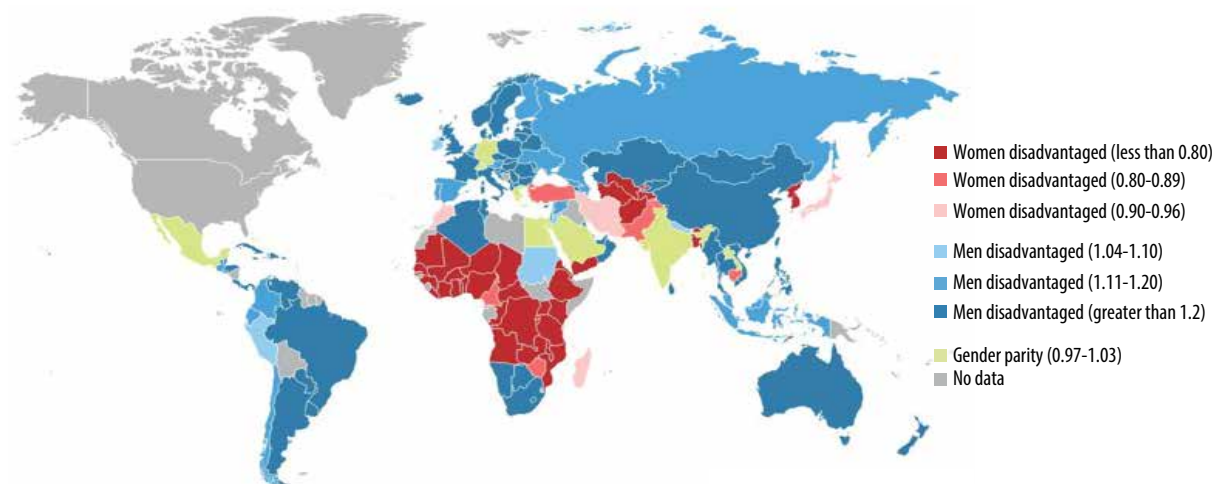 Women disadvantaged (less than 0.80)
Women disadvantaged (0.80-0.89)
Women disadvantaged (0.90-0.96)
Men disadvantaged (1.04-1.10)
Men disadvantaged (1.11-1.20)
Men disadvantaged (greater than 1.2)
Gender parity (0.97-1.03)
No data